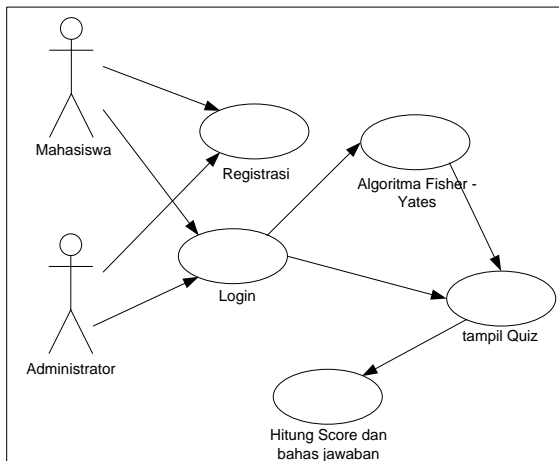 Mahasiswa
Registrasi
Algoritma Fisher -
Yates
Administrator
Login
tampil Quiz
Hitung Score dan
bahas jawaban